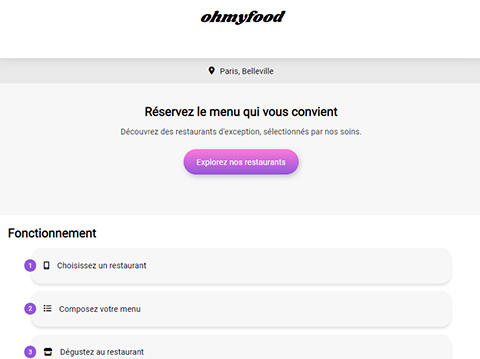 ohmyfood
Paris, Belleville
Réservez le menu qui vous convient
Découvrez des restaurants d'exception, sélectionnés par nos soins.
Explorez nos restaurants
Fonctionnement
1 Choisissez un restaurant
2 Composez votre menu
3 Dégustez au restaurant